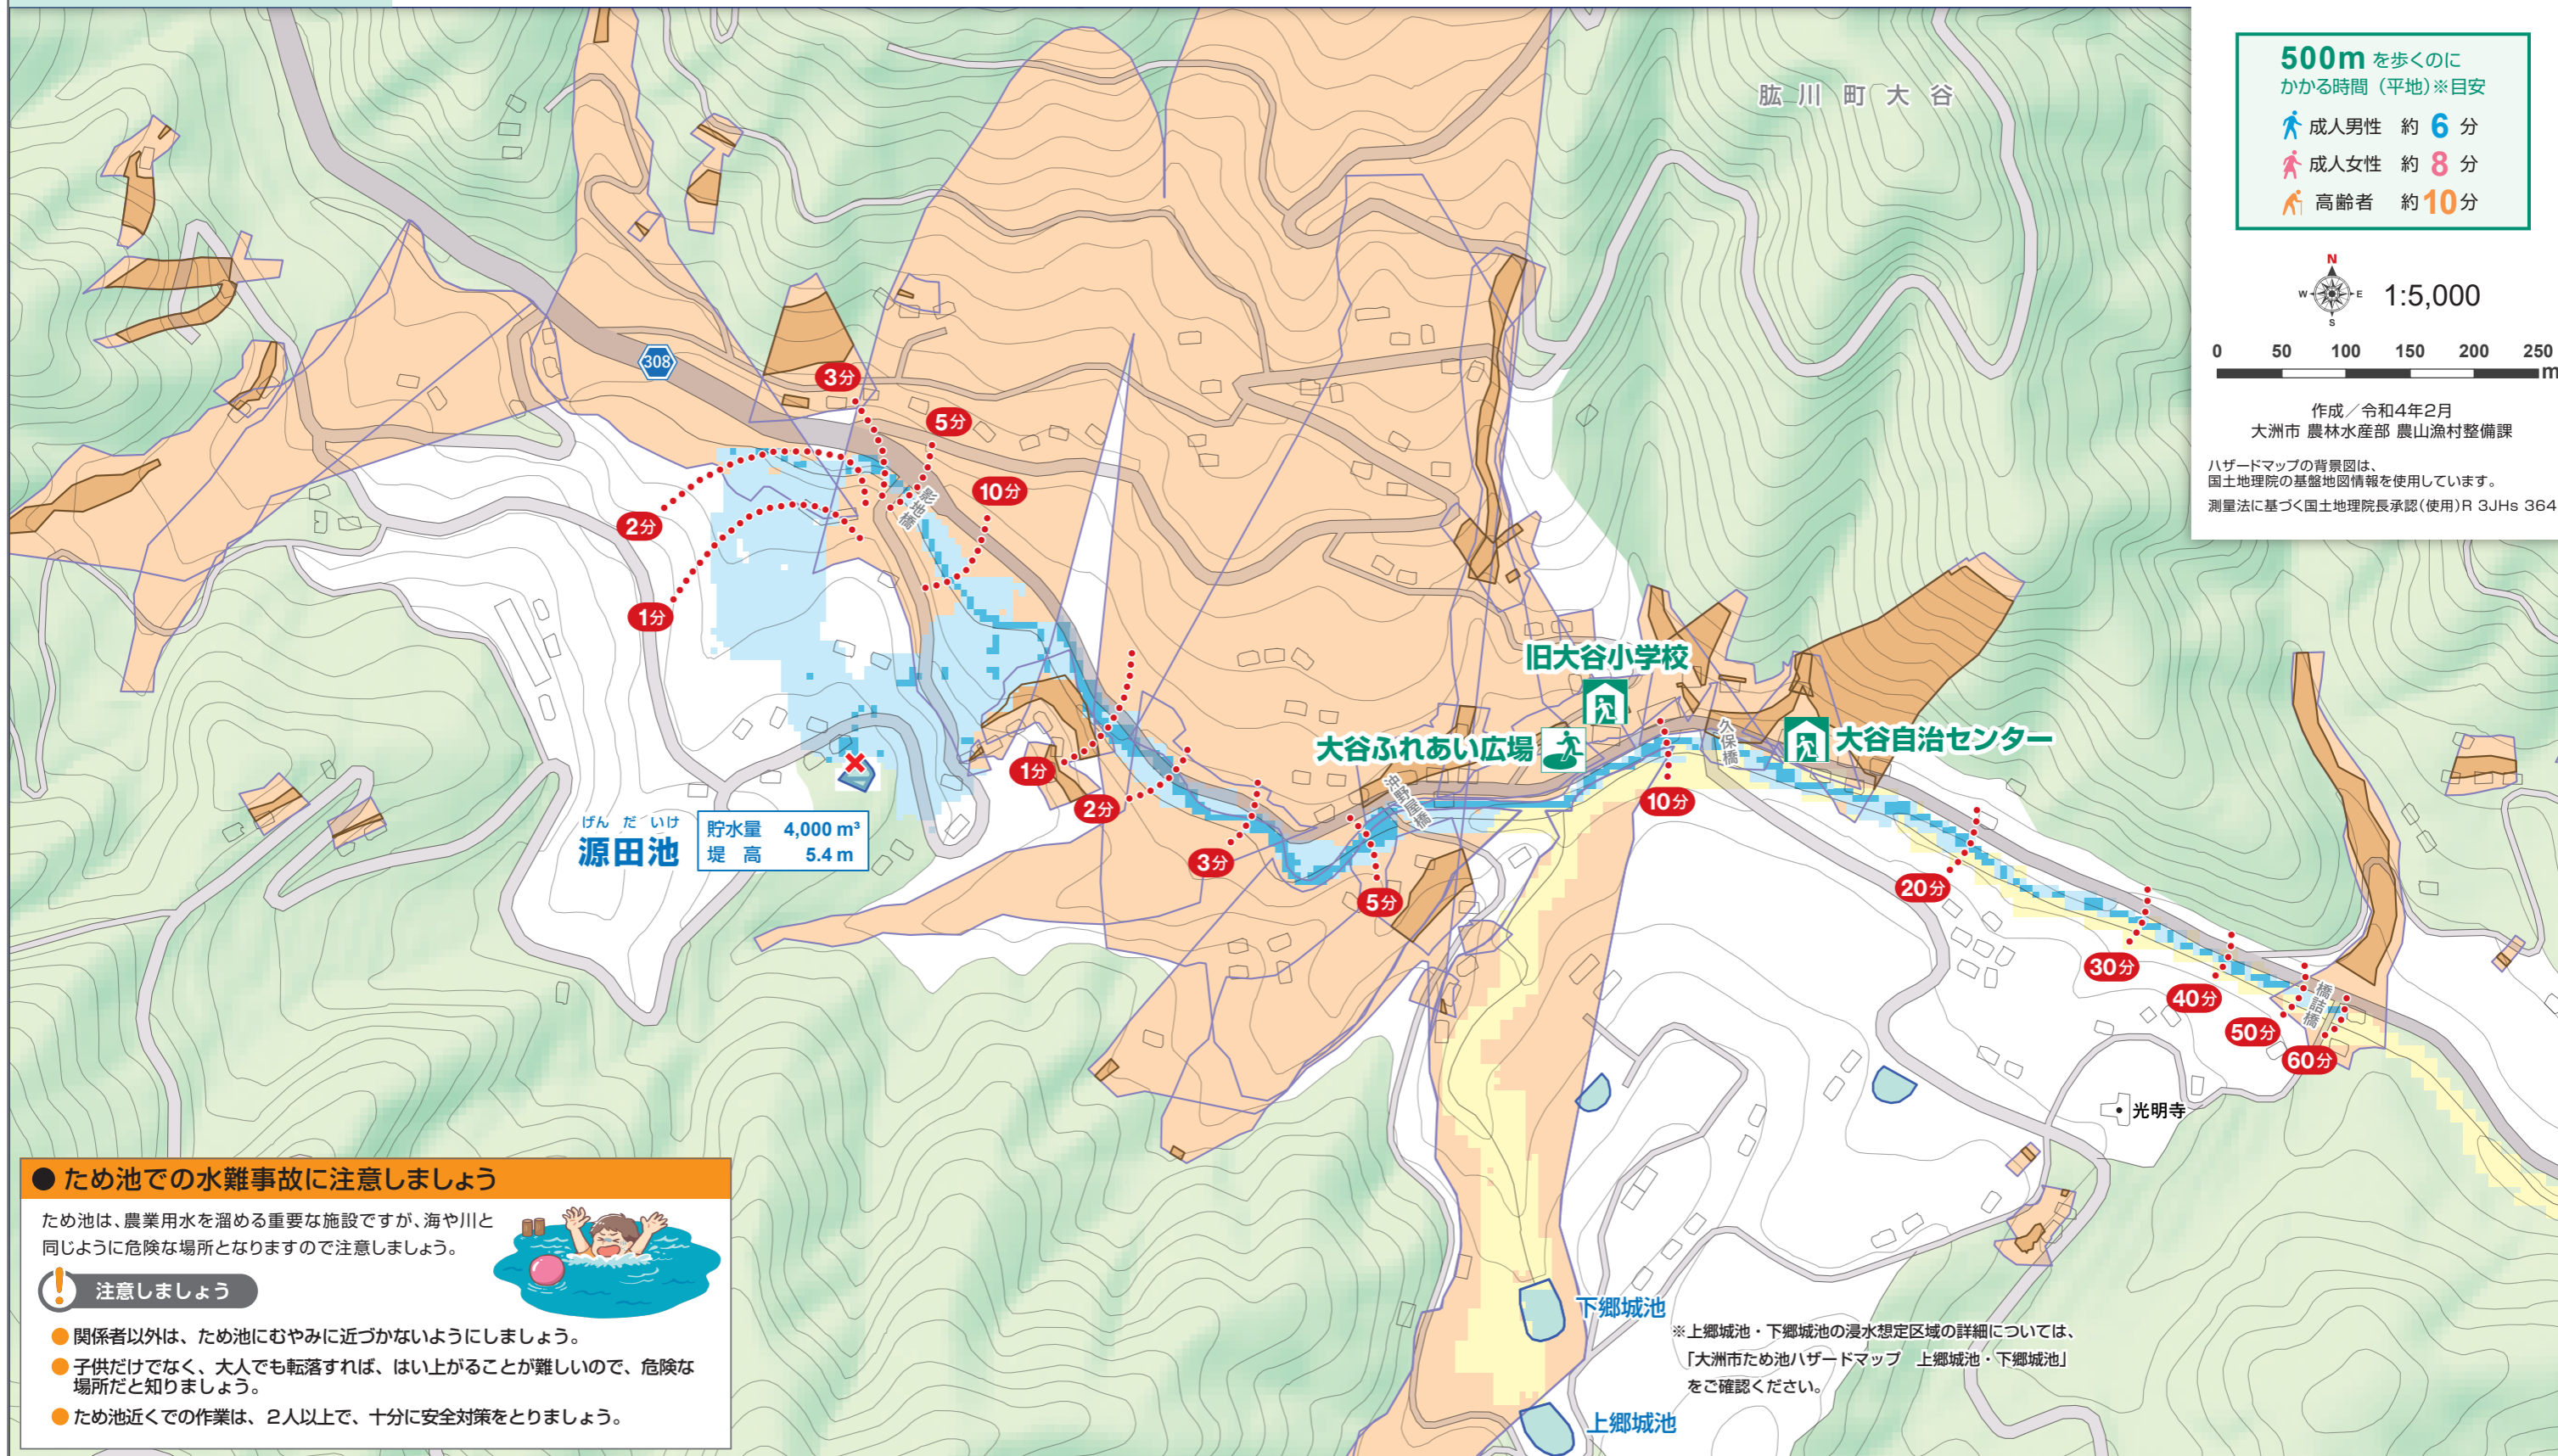 肱川町大谷
500m を歩くのに
かかる時間（平地）※目安
成人男性 約 6 分
成人女性 約 8 分
高齢者 約 10 分
N
W E
S
1:5,000
0 50 100 150 200 250
m
作成／令和4年2月
大洲市 農林水産部 農山漁村整備課
ハザードマップの背景図は、
国土地理院の基盤地図情報を使用しています。
測量法に基づく国土地理院長承認（使用）R 3JHs 364
308
3分
5分
10分
2分
1分
影地橋
旧大谷小学校
大谷ふれあい広場
久保橋
大谷自治センター
1分
2分
3分
沖野屋橋
5分
10分
20分
30分
40分
50分
60分
橋詰橋
げん だ いけ
源田池
貯水量 4,000 m³
堤 高 5.4 m
光明寺
下郷城池
上郷城池
※上郷城池・下郷城池の浸水想定区域の詳細については、
「大洲市ため池ハザードマップ 上郷城池・下郷城池」
をご確認ください。
● ため池での水難事故に注意しましょう
ため池は、農業用水を溜める重要な施設ですが、海や川と
同じように危険な場所となりますので注意しましょう。
! 注意しましょう
● 関係者以外は、ため池にむやみに近づかないようにしましょう。
● 子供だけでなく、大人でも転落すれば、はい上がることが難しいので、危険な
場所だと知りましょう。
● ため池近くでの作業は、２人以上で、十分に安全対策をとりましょう。